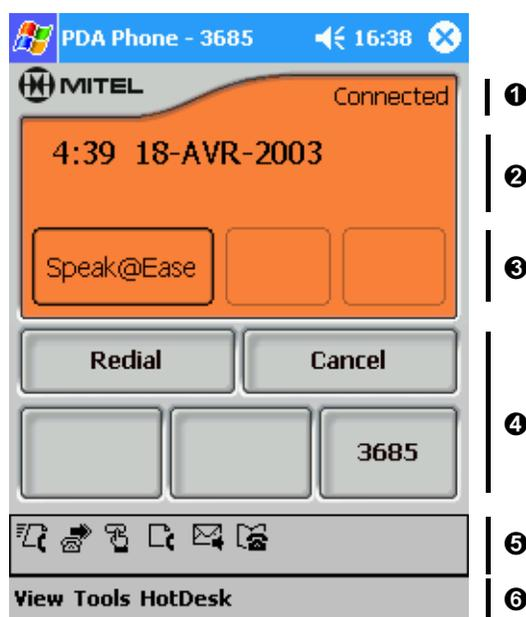 PDA Phone - 3685 16:38
MITEL
Connected
❶
4:39 18-AVR-2003
❷
Speak@Ease
❸
Redial Cancel
❹
3685
❺
View Tools HotDesk
❻